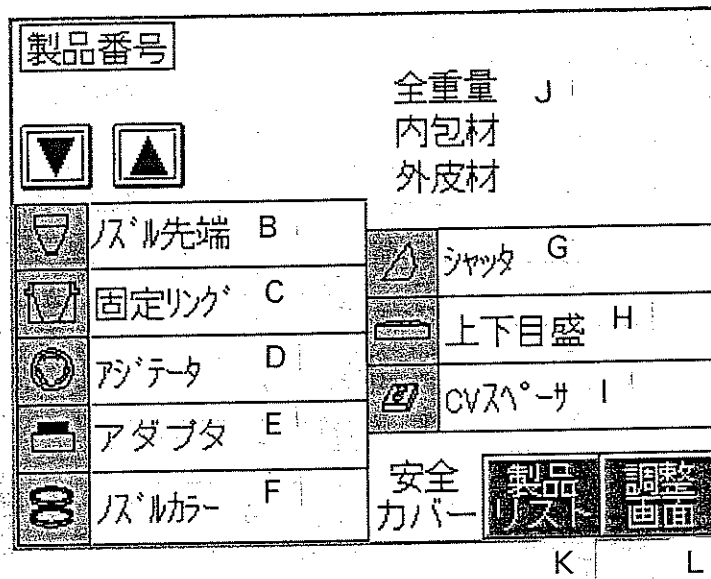 製品番号
全重量 J
内包材
外皮材
ノズル先端 B
固定リング C
アジテータ D
アダプタ E
ノズルカラー F
シャッタ G
上下目盛 H
CVスペーサ I
安全
カバー
製品
リスト
調整
画面
K L